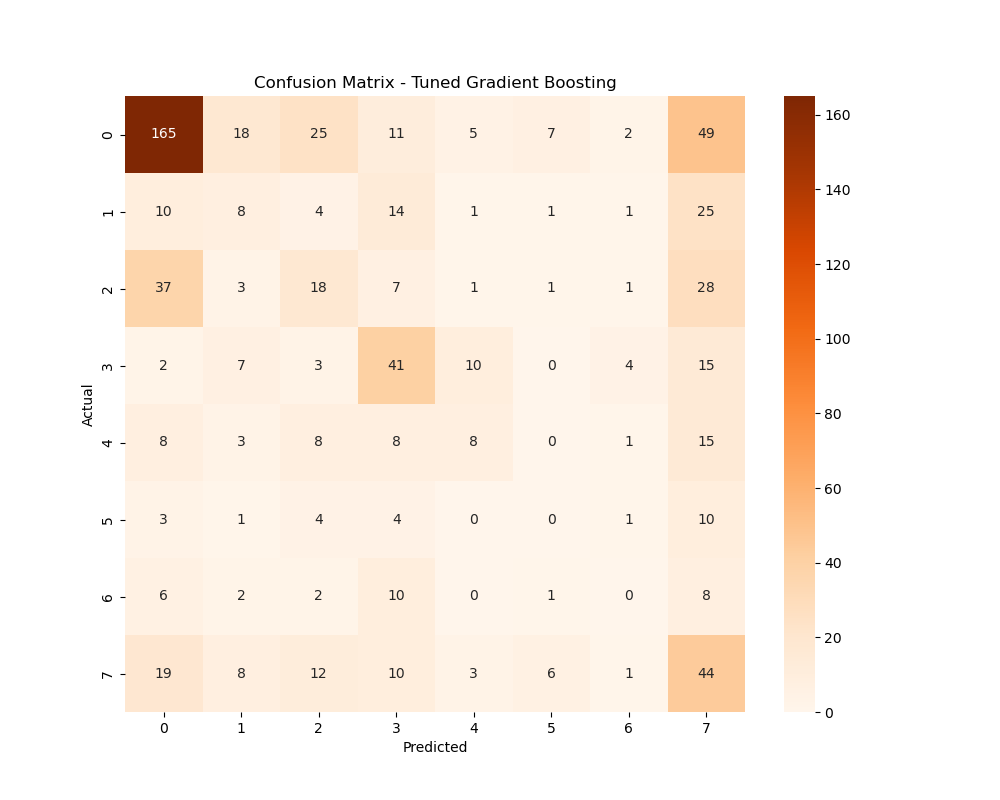 Confusion Matrix - Tuned Gradient Boosting
0 165 18 25 11 5 7 2 49
1 10 8 4 14 1 1 1 25
2 37 3 18 7 1 1 1 28
3 2 7 3 41 10 0 4 15
4 8 3 8 8 8 0 1 15
5 3 1 4 4 0 0 1 10
6 6 2 2 10 0 1 0 8
7 19 8 12 10 3 6 1 44
0 1 2 3 4 5 6 7
Actual
Predicted
160
140
120
100
80
60
40
20
0